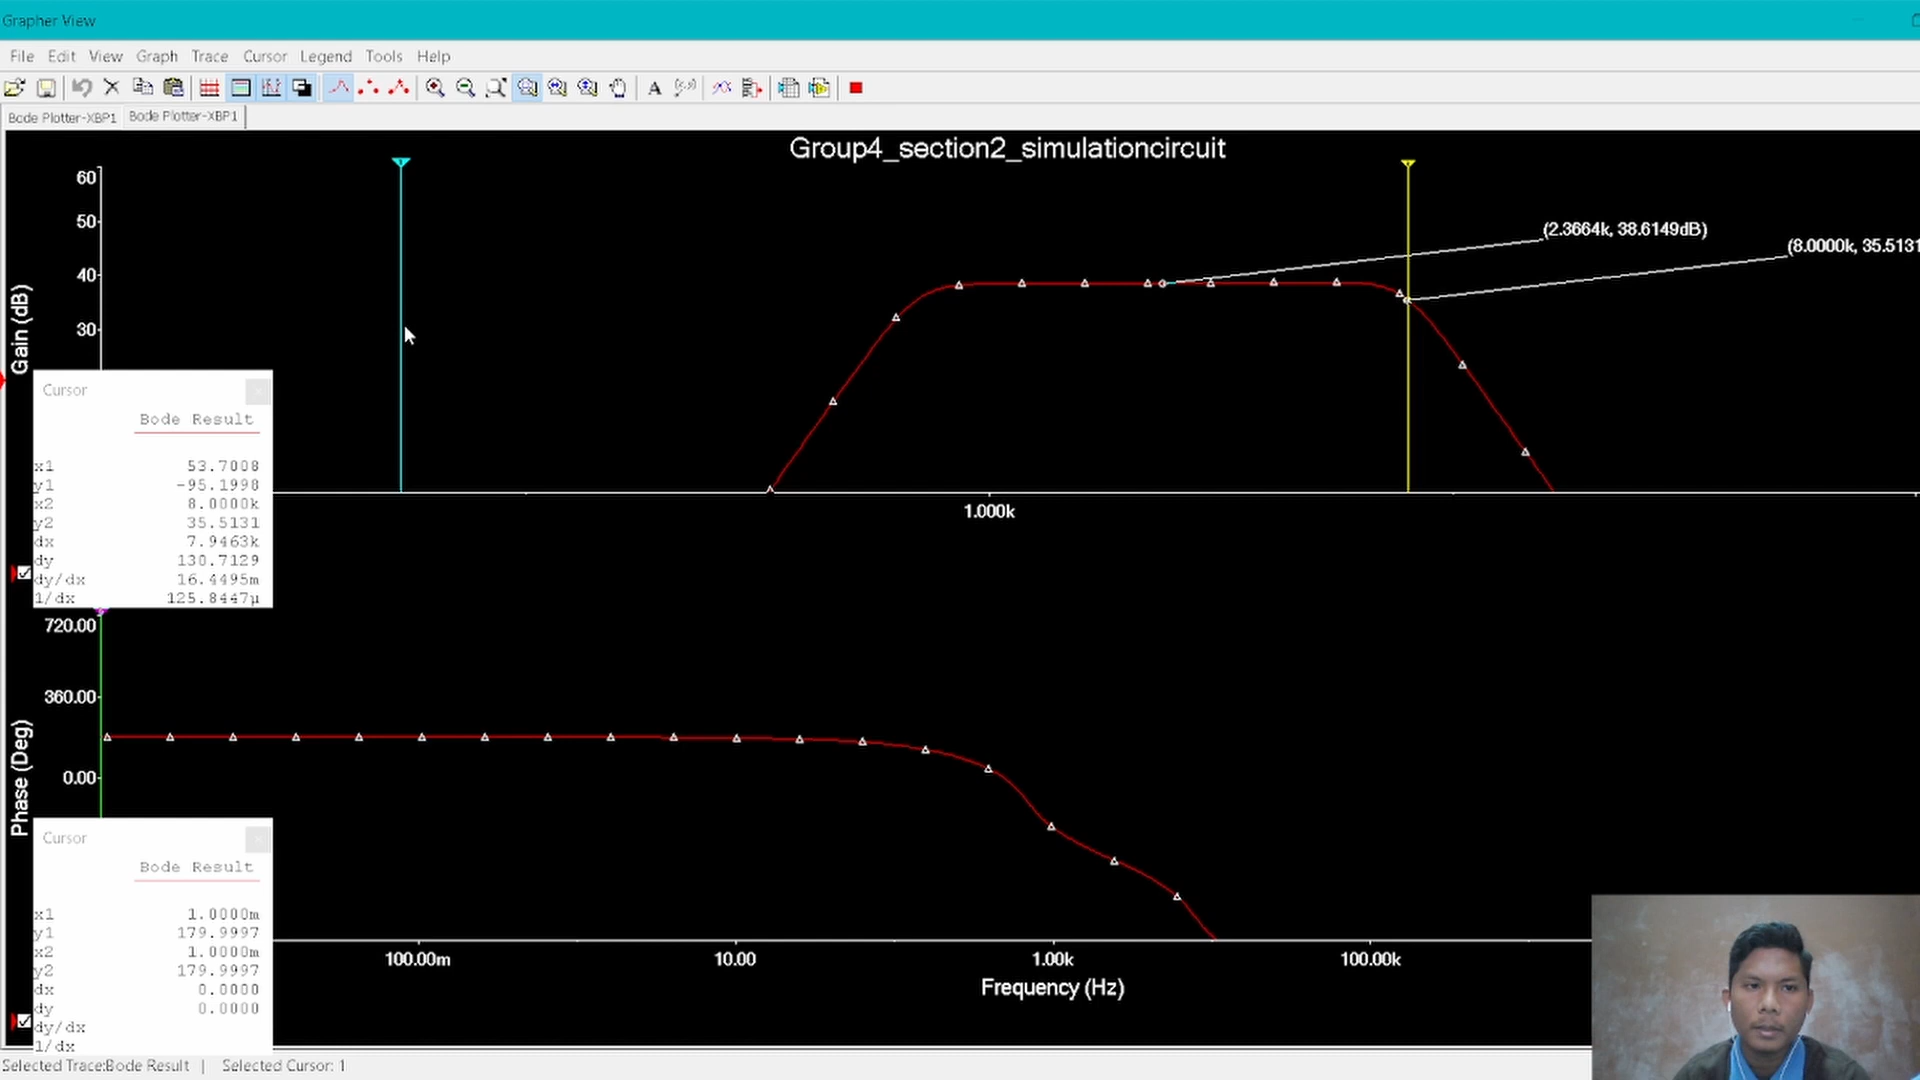 Grapher View
File Edit View Graph Trace Cursor Legend Tools Help
Bode Plotter-XBP1 Bode Plotter-XBP1
Group4_section2_simulationcircuit
60
50
40
30
Gain (dB)
(2.3664k, 38.6149dB)
(8.0000k, 35.5131
1.000k
Cursor
Bode Result
x1 53.7008
y1 -95.1998
x2 8.0000k
y2 35.5131
dx 7.9463k
dy 130.7129
dy/dx 16.4495m
1/dx 125.8447µ
720.00
360.00
0.00
Phase (Deg)
Cursor
Bode Result
x1 1.0000m
y1 179.9997
x2 1.0000m
y2 179.9997
dx 0.0000
dy 0.0000
dy/dx
1/dx
100.00m 10.00 1.00k 100.00k
Frequency (Hz)
Selected Trace:Bode Result | Selected Cursor: 1